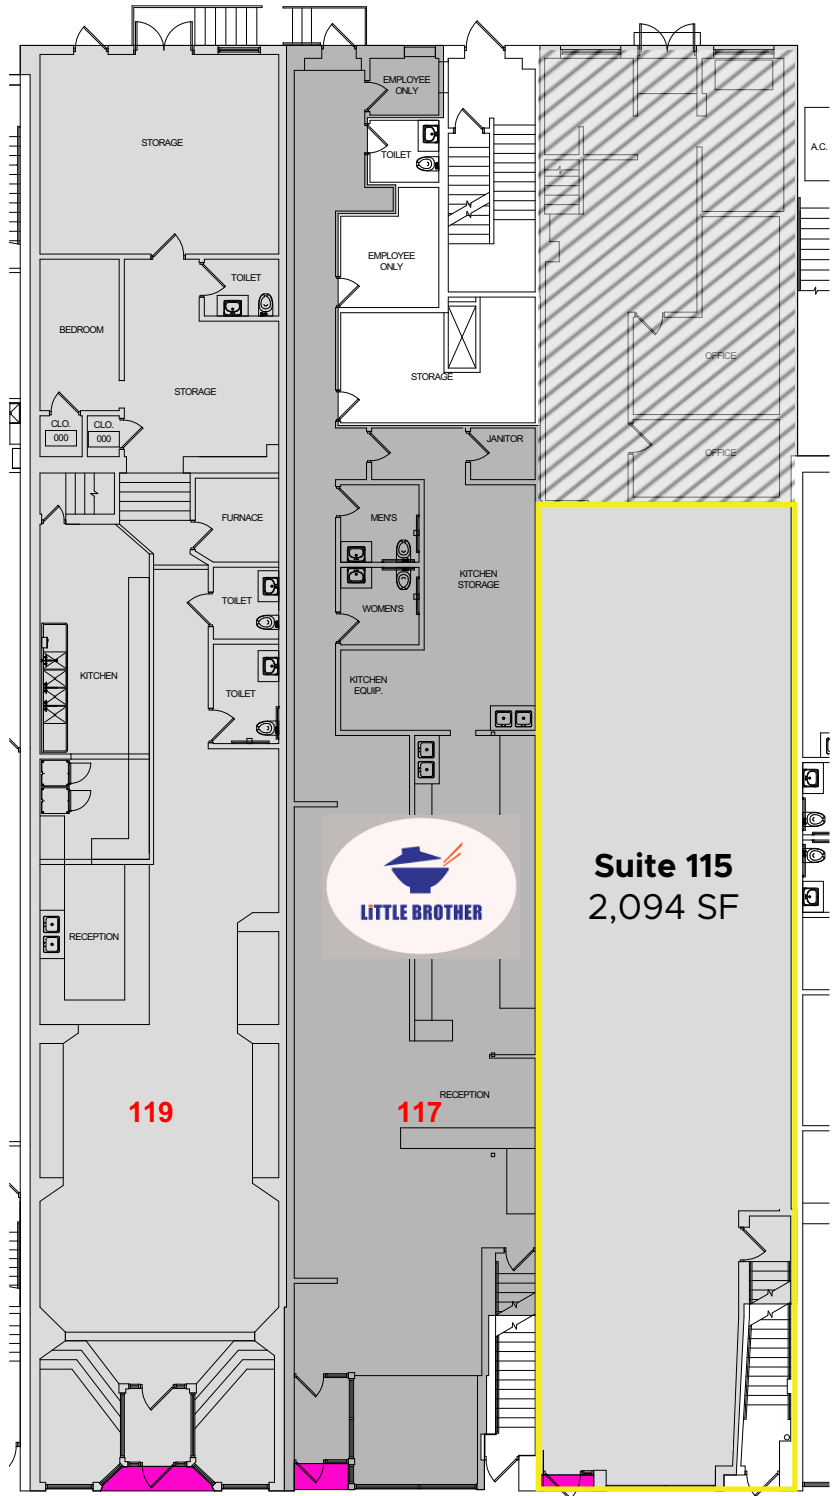 EMPLOYEE
ONLY
STORAGE
TOILET
A.C.
EMPLOYEE
ONLY
TOILET
BEDROOM
OFFICE
STORAGE
STORAGE
CLO.
000
CLO.
000
JANITOR
OFFICE
FURNACE
MEN'S
KITCHEN
STORAGE
TOILET
WOMEN'S
KITCHEN
KITCHEN
EQUIP.
TOILET
Suite 115
2,094 SF
LiTTLE BROTHER
RECEPTION
RECEPTION
119
117